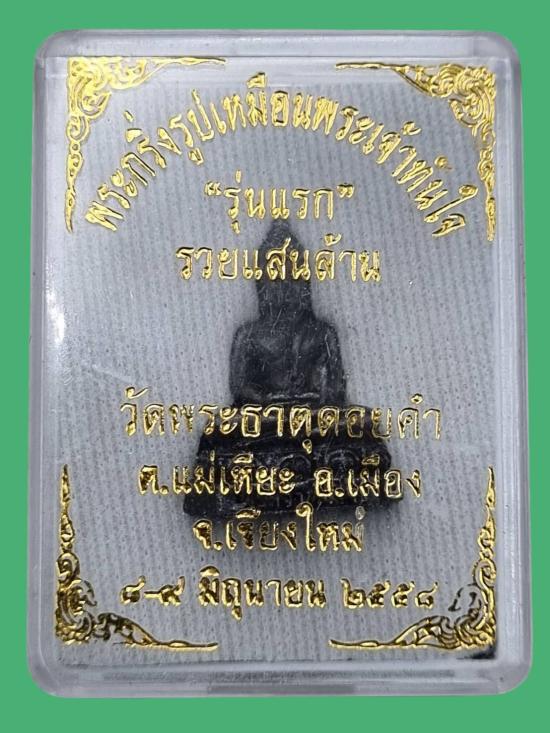 พระกริ่งรูปเหมือนพระเจ้าทันใจ
"รุ่นแรก"
รวยแสนล้าน
วัดพระธาตุดอยคำ
ต.แม่เหียะ อ.เมือง
จ.เชียงใหม่
๘-๙ มิถุนายน ๒๕๕๘